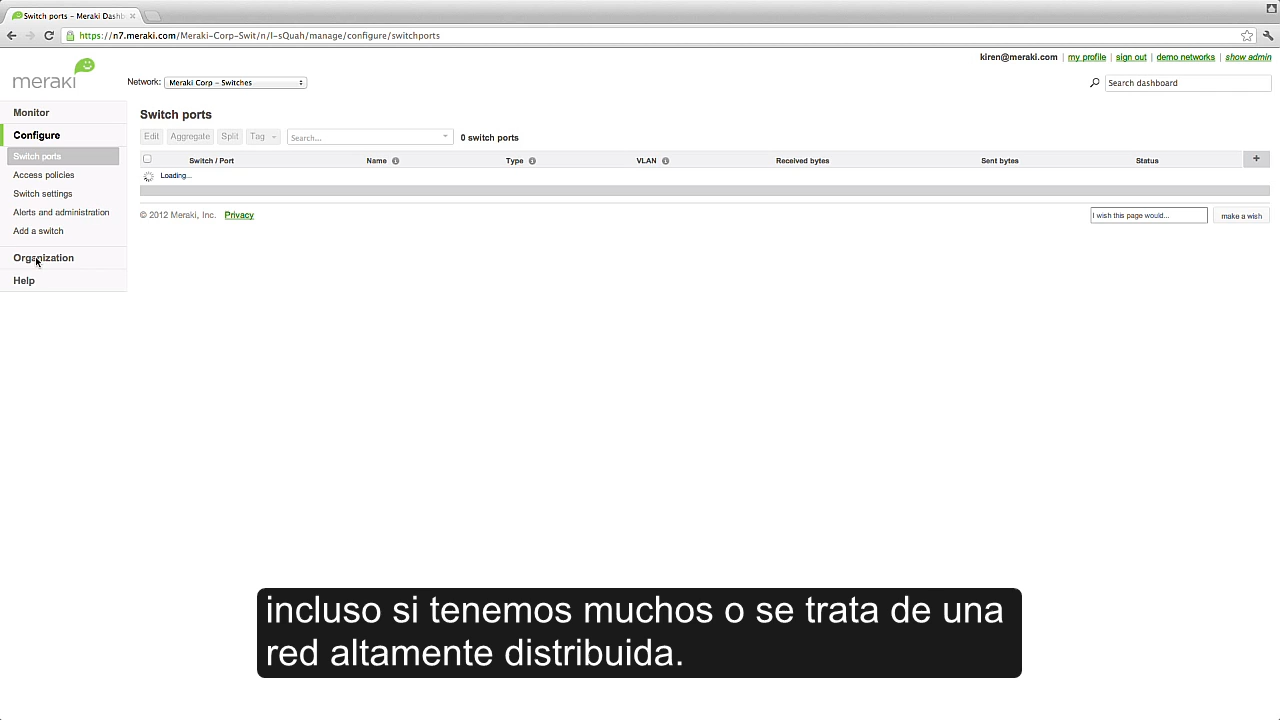 Switch ports – Meraki Dashb
https://n7.meraki.com/Meraki-Corp-Swit/n/I-sQuah/manage/configure/switchports
kiren@meraki.com | my profile | sign out | demo networks | show admin
meraki
Network: Meraki Corp – Switches
Search dashboard
Monitor
Configure
Switch ports
Access policies
Switch settings
Alerts and administration
Add a switch
Organization
Help
Switch ports
Edit Aggregate Split Tag Search... 0 switch ports
Switch / Port Name Type VLAN Received bytes Sent bytes Status +
Loading...
© 2012 Meraki, Inc. Privacy
I wish this page would... make a wish
incluso si tenemos muchos o se trata de una
red altamente distribuida.